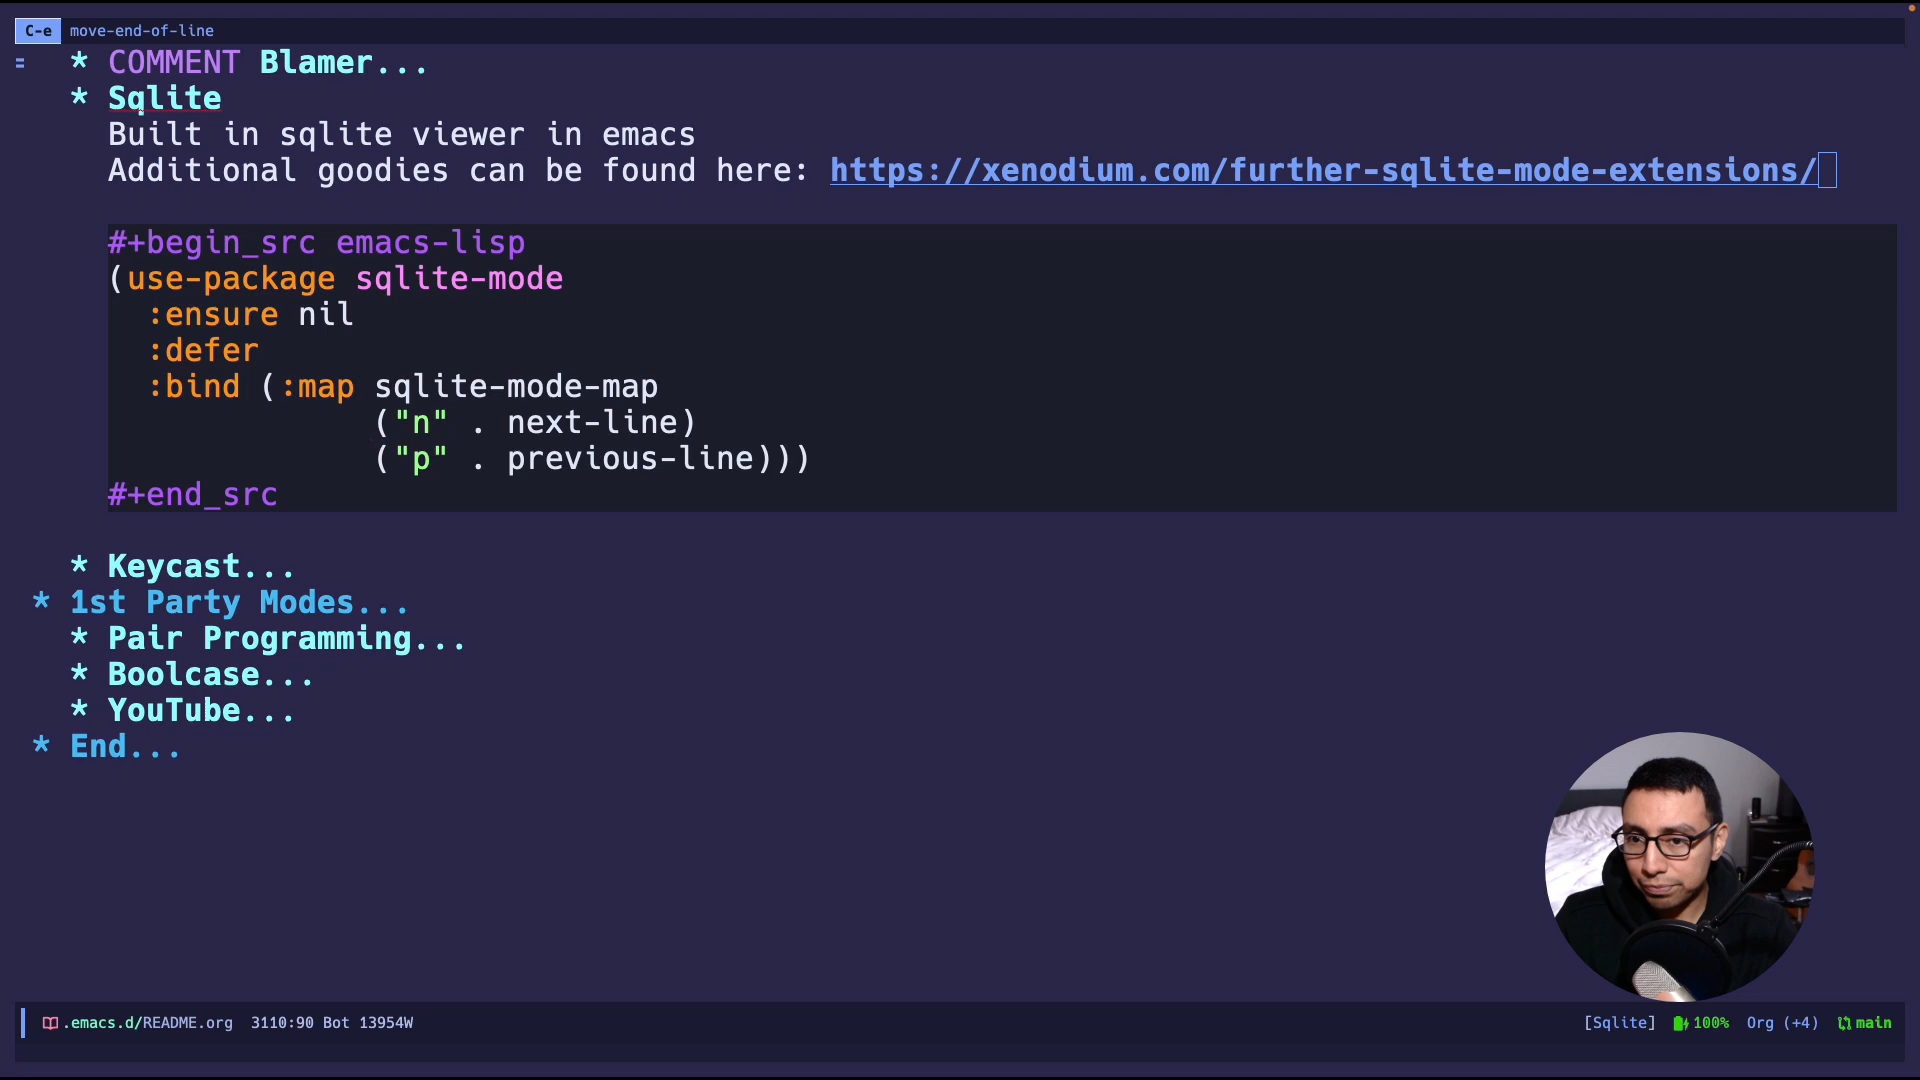 C-e move-end-of-line
* COMMENT Blamer...
* Sqlite
Built in sqlite viewer in emacs
Additional goodies can be found here: https://xenodium.com/further-sqlite-mode-extensions/
#+begin_src emacs-lisp
(use-package sqlite-mode
  :ensure nil
  :defer
  :bind (:map sqlite-mode-map
              ("n" . next-line)
              ("p" . previous-line)))
#+end_src
* Keycast...
* 1st Party Modes...
* Pair Programming...
* Boolcase...
* YouTube...
* End...
.emacs.d/README.org 3110:90 Bot 13954W [Sqlite] 100% Org (+4) main